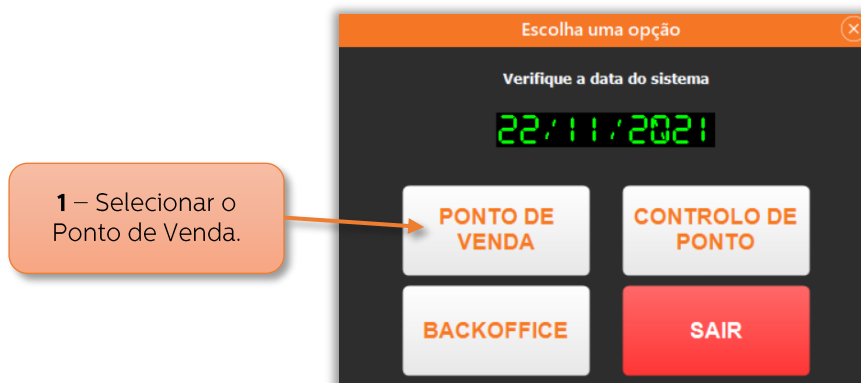 Escolha uma opção
Verifique a data do sistema
22/11/2021
1 – Selecionar o
Ponto de Venda.
PONTO DE
VENDA
CONTROLO DE
PONTO
BACKOFFICE
SAIR